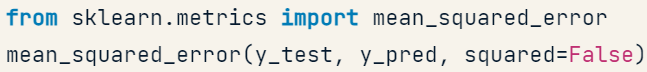 from sklearn.metrics import mean_squared_error
mean_squared_error(y_test, y_pred, squared=False)